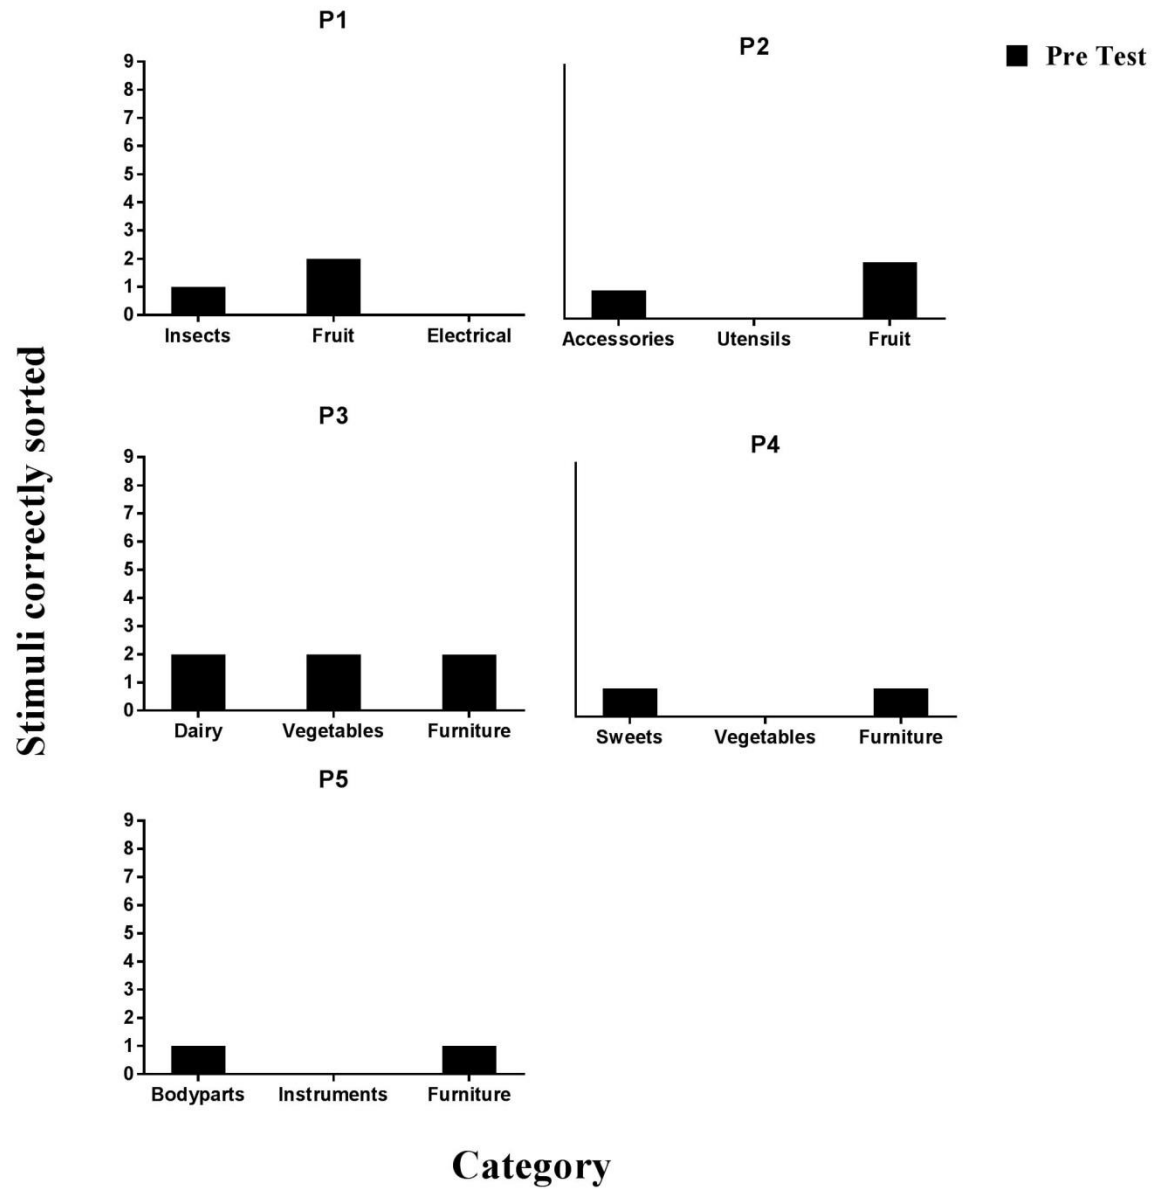 P1
P2
Pre Test
9
8
7
6
5
4
3
2
1
0
Insects Fruit Electrical
Accessories Utensils Fruit
Stimuli correctly sorted
P3
P4
9
8
7
6
5
4
3
2
1
0
Dairy Vegetables Furniture
Sweets Vegetables Furniture
P5
9
8
7
6
5
4
3
2
1
0
Bodyparts Instruments Furniture
Category